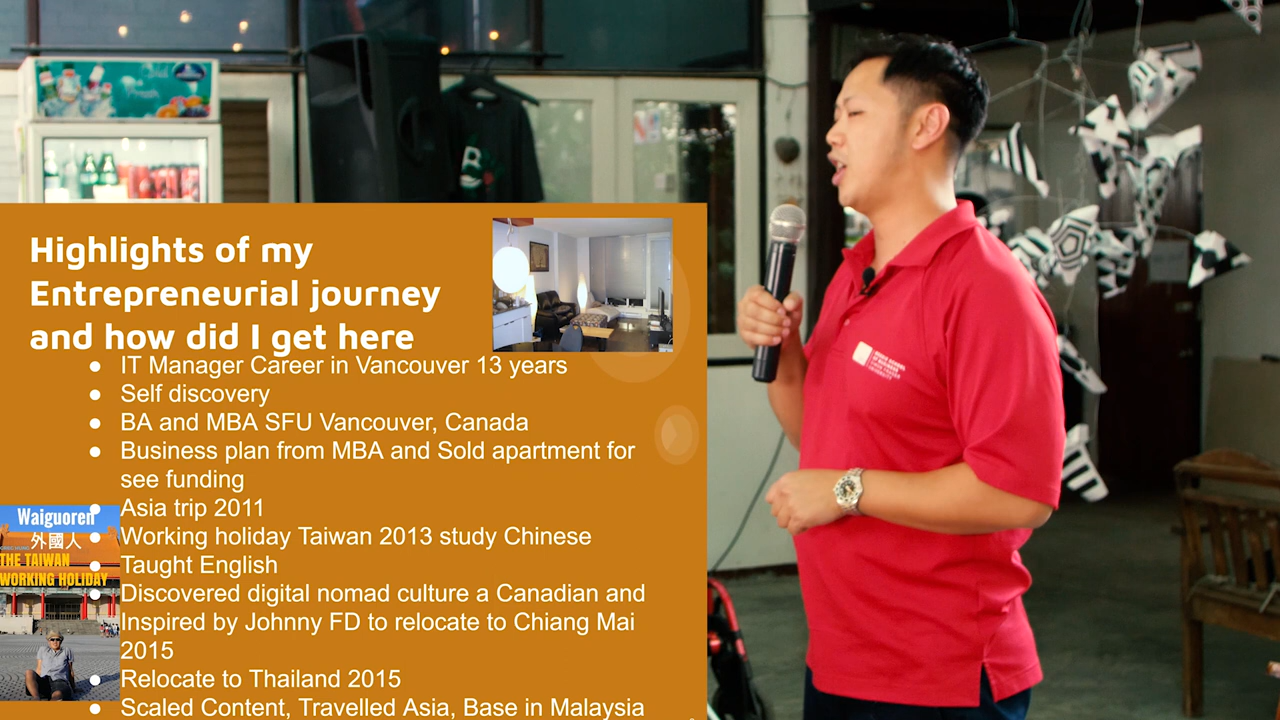 Highlights of my
Entrepreneurial journey
and how did I get here
● IT Manager Career in Vancouver 13 years
● Self discovery
● BA and MBA SFU Vancouver, Canada
● Business plan from MBA and Sold apartment for
see funding
● Asia trip 2011
● Working holiday Taiwan 2013 study Chinese
● Taught English
● Discovered digital nomad culture a Canadian and
Inspired by Johnny FD to relocate to Chiang Mai
2015
● Relocate to Thailand 2015
● Scaled Content, Travelled Asia, Base in Malaysia
Waiguoren
外國人
THE TAIWAN
WORKING HOLIDAY
OF BUSINESS
UNIVERSITY